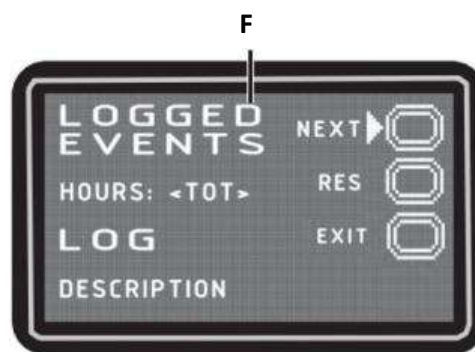 F
LOGGED
EVENTS
NEXT
HOURS: <TOT>
RES
LOG
EXIT
DESCRIPTION